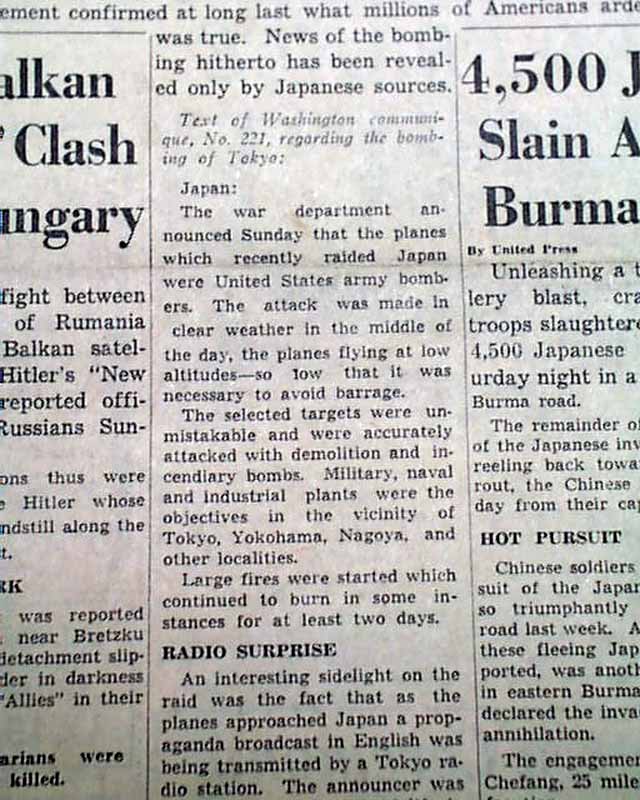 ement confirmed at long last what millions of Americans
alkan
Clash
ungary
fight between
of Rumania
Balkan satel-
Hitler's "New
reported offi-
Russians Sun-
ons thus were
Hitler whose
ndstill along the
t.
RK
was reported
near Bretzku
detachment slip-
der in darkness
"Allies" in their
arians were
killed.
was true. News of the bomb-
ing hitherto has been reveal-
ed only by Japanese sources.
Text of Washington communi-
que, No. 221, regarding the bomb-
ing of Tokyo:
Japan:
The war department an-
nounced Sunday that the planes
which recently raided Japan
were United States army bomb-
ers. The attack was made in
clear weather in the middle of
the day, the planes flying at low
altitudes—so low that it was
necessary to avoid barrage.
The selected targets were un-
mistakable and were accurately
attacked with demolition and in-
cendiary bombs. Military, naval
and industrial plants were the
objectives in the vicinity of
Tokyo, Yokohama, Nagoya, and
other localities.
Large fires were started which
continued to burn in some in-
stances for at least two days.
RADIO SURPRISE
An interesting sidelight on the
raid was the fact that as the
planes approached Japan a prop-
aganda broadcast in English was
being transmitted by a Tokyo ra-
dio station. The announcer was
4,500 J
Slain A
Burma
By United Press
Unleashing a t
lery blast, cra
troops slaughtere
4,500 Japanese
urday night in a
Burma road.
The remainder of
of the Japanese inv
reeling back towa
rout, the Chinese
day from their cap
HOT PURSUIT
Chinese soldiers
suit of the Japan
so triumphantly
road last week. A
these fleeing Jap
ported, was anoth
in eastern Burma
declared the inva
annihilation.
The engagemen
Chefang, 25 mile